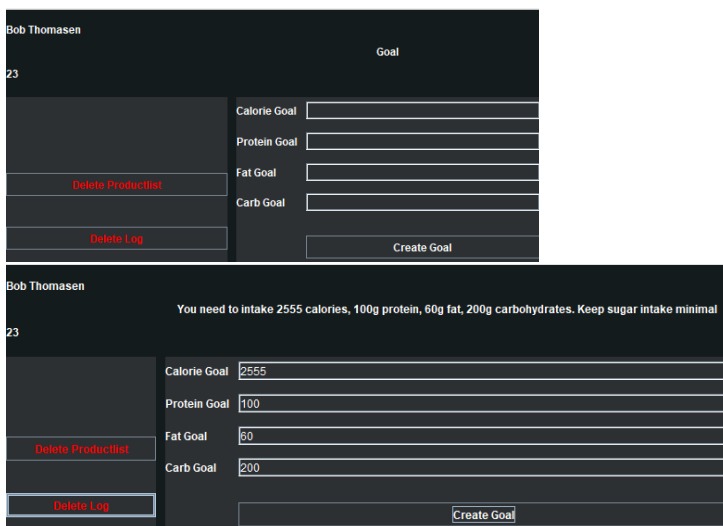 Bob Thomasen
Goal
23
Calorie Goal
Protein Goal
Fat Goal
Delete Productlist
Carb Goal
Delete Log
Create Goal
Bob Thomasen
You need to intake 2555 calories, 100g protein, 60g fat, 200g carbohydrates. Keep sugar intake minimal
23
Calorie Goal 2555
Protein Goal 100
Fat Goal 60
Delete Productlist
Carb Goal 200
Delete Log
Create Goal